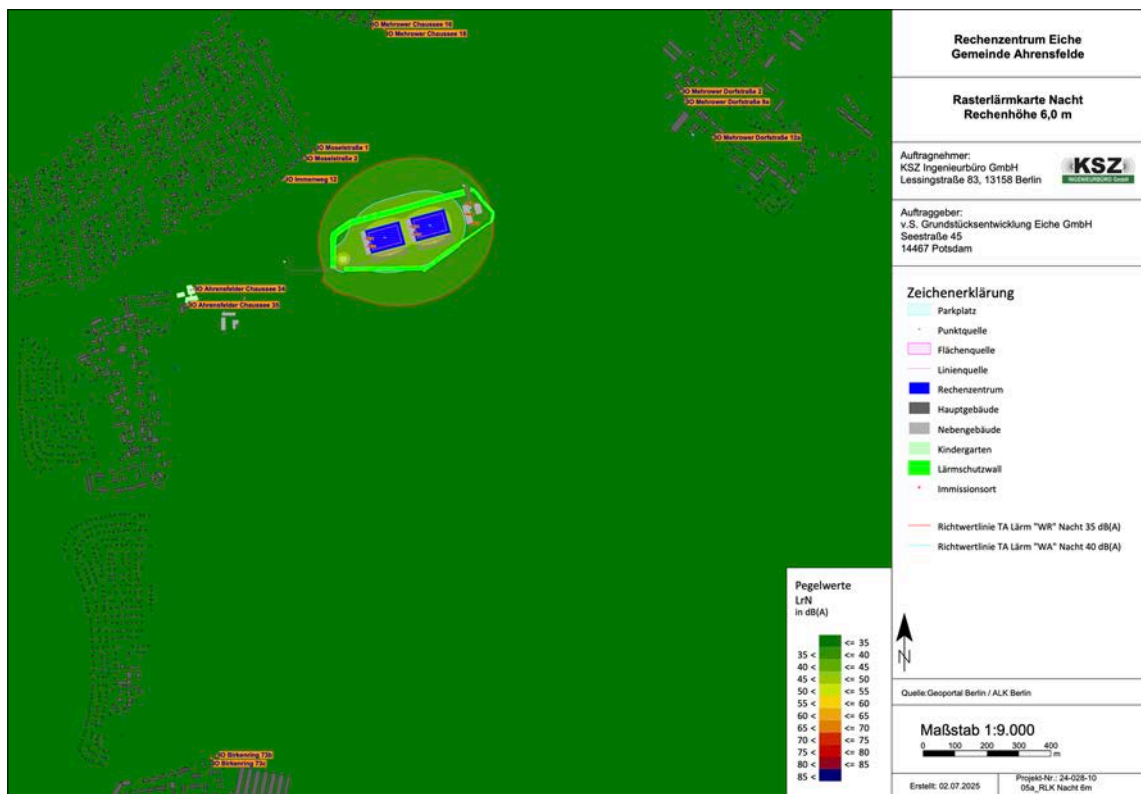 IO Mehrower Chaussee 16
IO Mehrower Chaussee 18
IO Mehrower Dorfstraße 2
IO Mehrower Dorfstraße 9a
IO Mehrower Dorfstraße 13a
IO Moselstraße 1
IO Moselstraße 2
IO Immenweg 12
IO Ahrensfelder Chaussee 34
IO Ahrensfelder Chaussee 35
IO Birkenring 73b
IO Birkenring 73c
Rechenzentrum Eiche
Gemeinde Ahrensfelde
Rasterlärmkarte Nacht
Rechenhöhe 6,0 m
Auftragnehmer:
KSZ Ingenieurbüro GmbH
Lessingstraße 83, 13158 Berlin
KSZ
INGENIEURBÜRO GmbH
Auftraggeber:
v.S. Grundstücksentwicklung Eiche GmbH
Seestraße 45
14467 Potsdam
Zeichenerklärung
Parkplatz
Punktquelle
Flächenquelle
Linienquelle
Rechenzentrum
Hauptgebäude
Nebengebäude
Kindergarten
Lärmschutzwall
Immissionsort
Richtwertlinie TA Lärm "WR" Nacht 35 dB(A)
Richtwertlinie TA Lärm "WA" Nacht 40 dB(A)
Pegelwerte
LrN
in dB(A)
<= 35
35 < <= 40
40 < <= 45
45 < <= 50
50 < <= 55
55 < <= 60
60 < <= 65
65 < <= 70
70 < <= 75
75 < <= 80
80 < <= 85
85 <
N
Quelle:Geoportal Berlin / ALK Berlin
Maßstab 1:9.000
0 100 200 300 400
m
Erstellt: 02.07.2025
Projekt-Nr.: 24-028-10
05a_RLK Nacht 6m